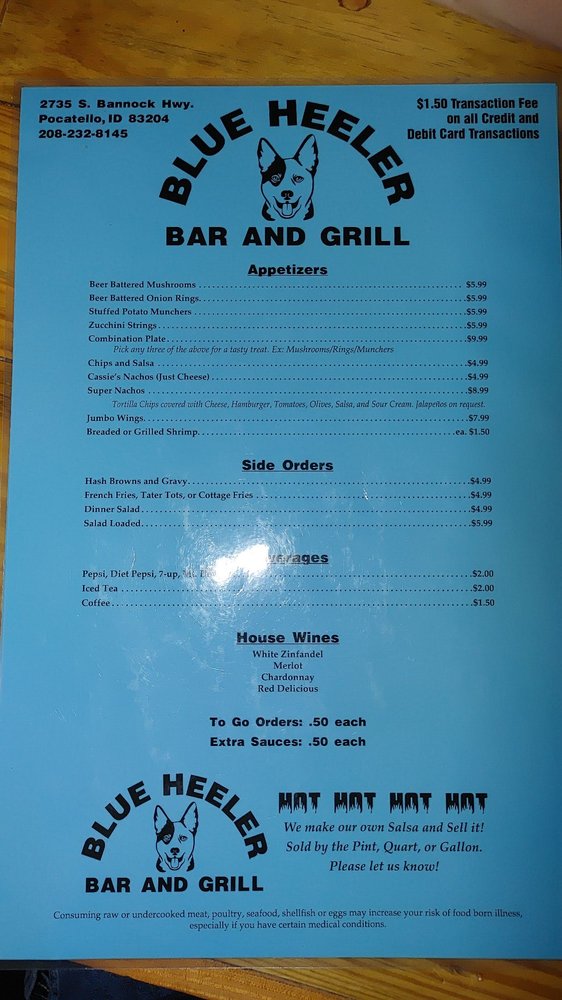 2735 S. Bannock Hwy.
Pocatello, ID 83204
208-232-8145
$1.50 Transaction Fee
on all Credit and
Debit Card Transactions
BLUE HEELER
BAR AND GRILL
Appetizers
Beer Battered Mushrooms $5.99
Beer Battered Onion Rings $5.99
Stuffed Potato Munchers $5.99
Zucchini Strings $5.99
Combination Plate $9.99
Pick any three of the above for a tasty treat. Ex: Mushrooms/Rings/Munchers
Chips and Salsa $4.99
Cassie's Nachos (Just Cheese) $4.99
Super Nachos $8.99
Tortilla Chips covered with Cheese, Hamburger, Tomatoes, Olives, Salsa, and Sour Cream. Jalapeños on request.
Jumbo Wings $7.99
Breaded or Grilled Shrimp ea. $1.50
Side Orders
Hash Browns and Gravy $4.99
French Fries, Tater Tots, or Cottage Fries $4.99
Dinner Salad $4.99
Salad Loaded $5.99
Pepsi, Diet Pepsi, 7-up, $2.00
Iced Tea $2.00
Coffee $1.50
House Wines
White Zinfandel
Merlot
Chardonnay
Red Delicious
To Go Orders: .50 each
Extra Sauces: .50 each
BLUE HEELER
BAR AND GRILL
HOT HOT HOT HOT
We make our own Salsa and Sell it!
Sold by the Pint, Quart, or Gallon.
Please let us know!
Consuming raw or undercooked meat, poultry, seafood, shellfish or eggs may increase your risk of food born illness,
especially if you have certain medical conditions.